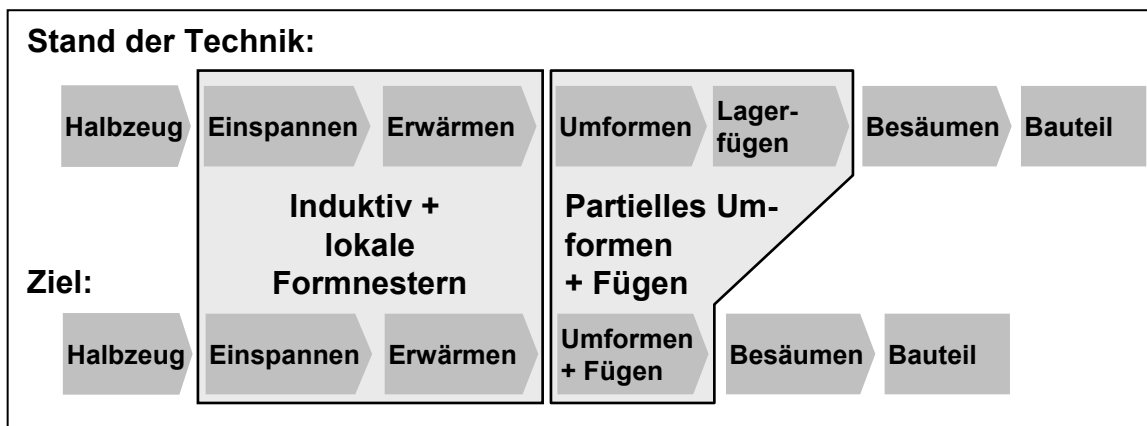 Stand der Technik:
Halbzeug
Einspannen
Erwärmen
Umformen
Lager-
fügen
Besäumen
Bauteil
Induktiv +
lokale
Formnestern
Partielles Um-
formen
+ Fügen
Ziel:
Halbzeug
Einspannen
Erwärmen
Umformen
+ Fügen
Besäumen
Bauteil